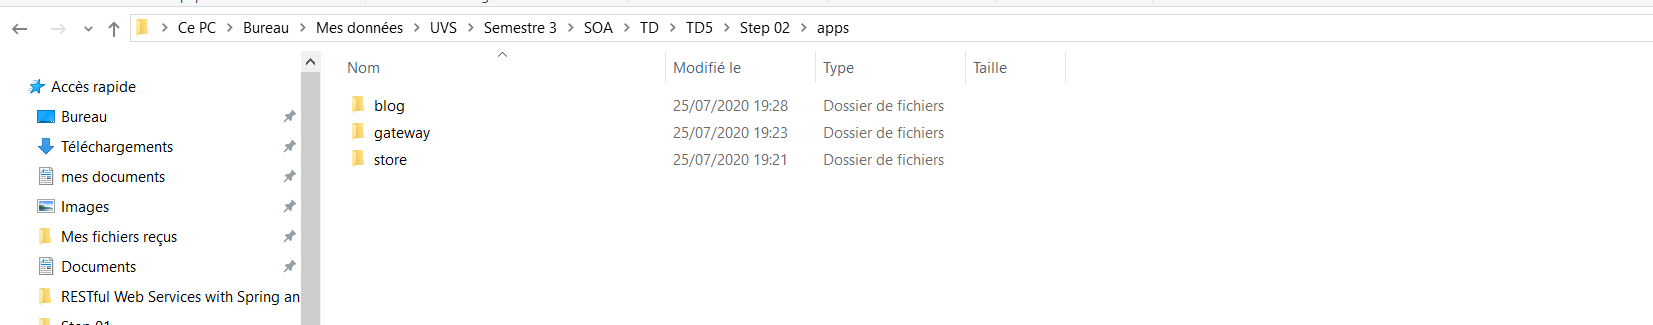 Ce PC > Bureau > Mes données > UVS > Semestre 3 > SOA > TD > TD5 > Step 02 > apps
Nom Modifié le Type Taille
Accès rapide
Bureau
Téléchargements
mes documents
Images
Mes fichiers reçus
Documents
RESTful Web Services with Spring an
Step 01
blog 25/07/2020 19:28 Dossier de fichiers
gateway 25/07/2020 19:23 Dossier de fichiers
store 25/07/2020 19:21 Dossier de fichiers